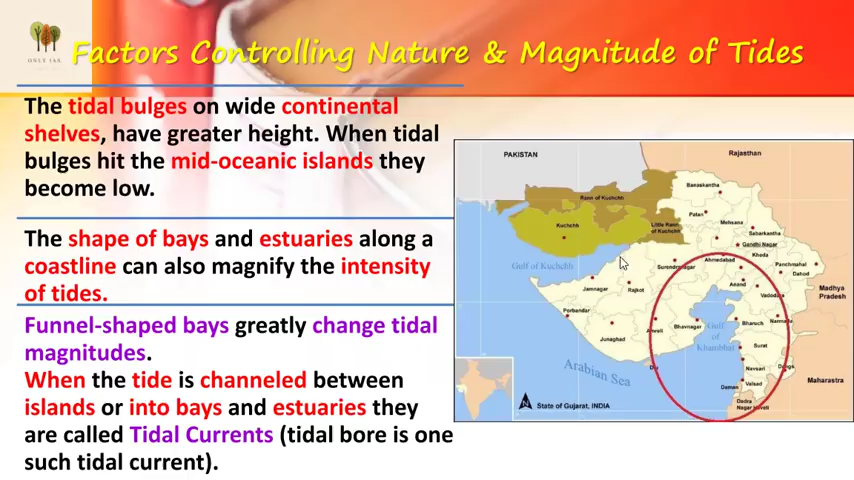 Factors Controlling Nature & Magnitude of Tides
ONLY IAS
The tidal bulges on wide continental
shelves, have greater height. When tidal
bulges hit the mid-oceanic islands they
become low.
The shape of bays and estuaries along a
coastline can also magnify the intensity
of tides.
Funnel-shaped bays greatly change tidal
magnitudes.
When the tide is channeled between
islands or into bays and estuaries they
are called Tidal Currents (tidal bore is one
such tidal current).
PAKISTAN
Rajasthan
Banaskantha
Rann of Kuchchh
Patan
Mehsana
Kuchchh
Little Rann
of Kuchchh
Sabarkantha
Gandhi Nagar
Gulf of Kuchchh
Surendranagar
Ahmedabad
Kheda
Panchmahal
Dahod
Jamnagar
Rajkot
Anand
Vadodara
Madhya
Pradesh
Porbandar
Amreli
Bhavnagar
Gulf
of
Khambhat
Bharuch
Narmada
Junaghad
Surat
Diu
Navsari
Dangs
Arabian Sea
Daman
Valsad
Maharastra
Dadra
Nagar Haveli
N
State of Gujarat, INDIA